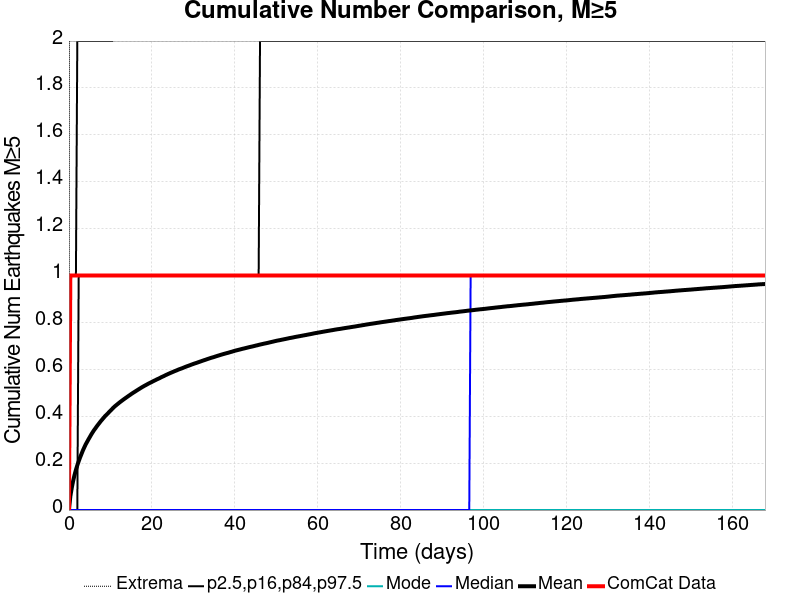 Cumulative Number Comparison, M≥5
Cumulative Num Earthquakes M≥5
2
1.8
1.6
1.4
1.2
1
0.8
0.6
0.4
0.2
0
0 20 40 60 80 100 120 140 160
Time (days)
Extrema p2.5,p16,p84,p97.5 Mode Median Mean ComCat Data